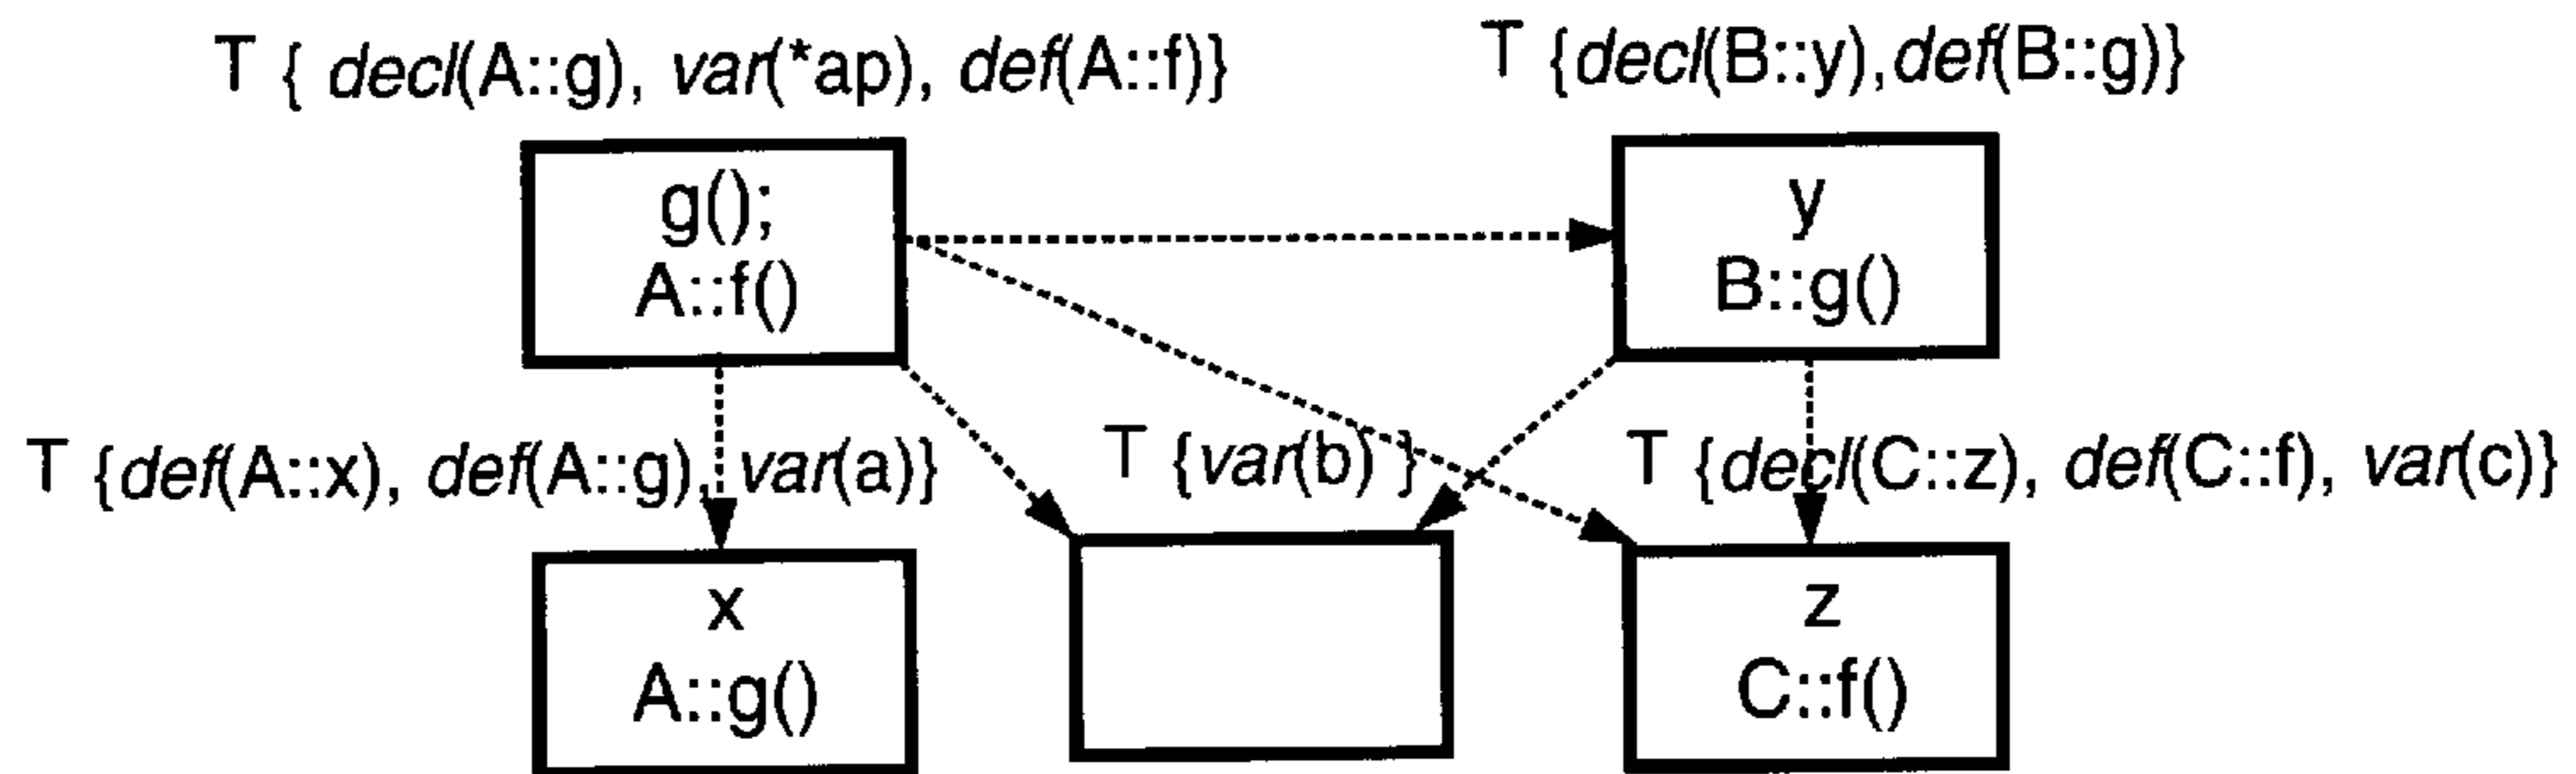 T { decl(A::g), var(*ap), def(A::f)}
T {decl(B::y),def(B::g)}
g();
A::f()
y
B::g()
T {def(A::x), def(A::g), var(a)}
T {var(b) }
T {decl(C::z), def(C::f), var(c)}
x
A::g()
z
C::f()